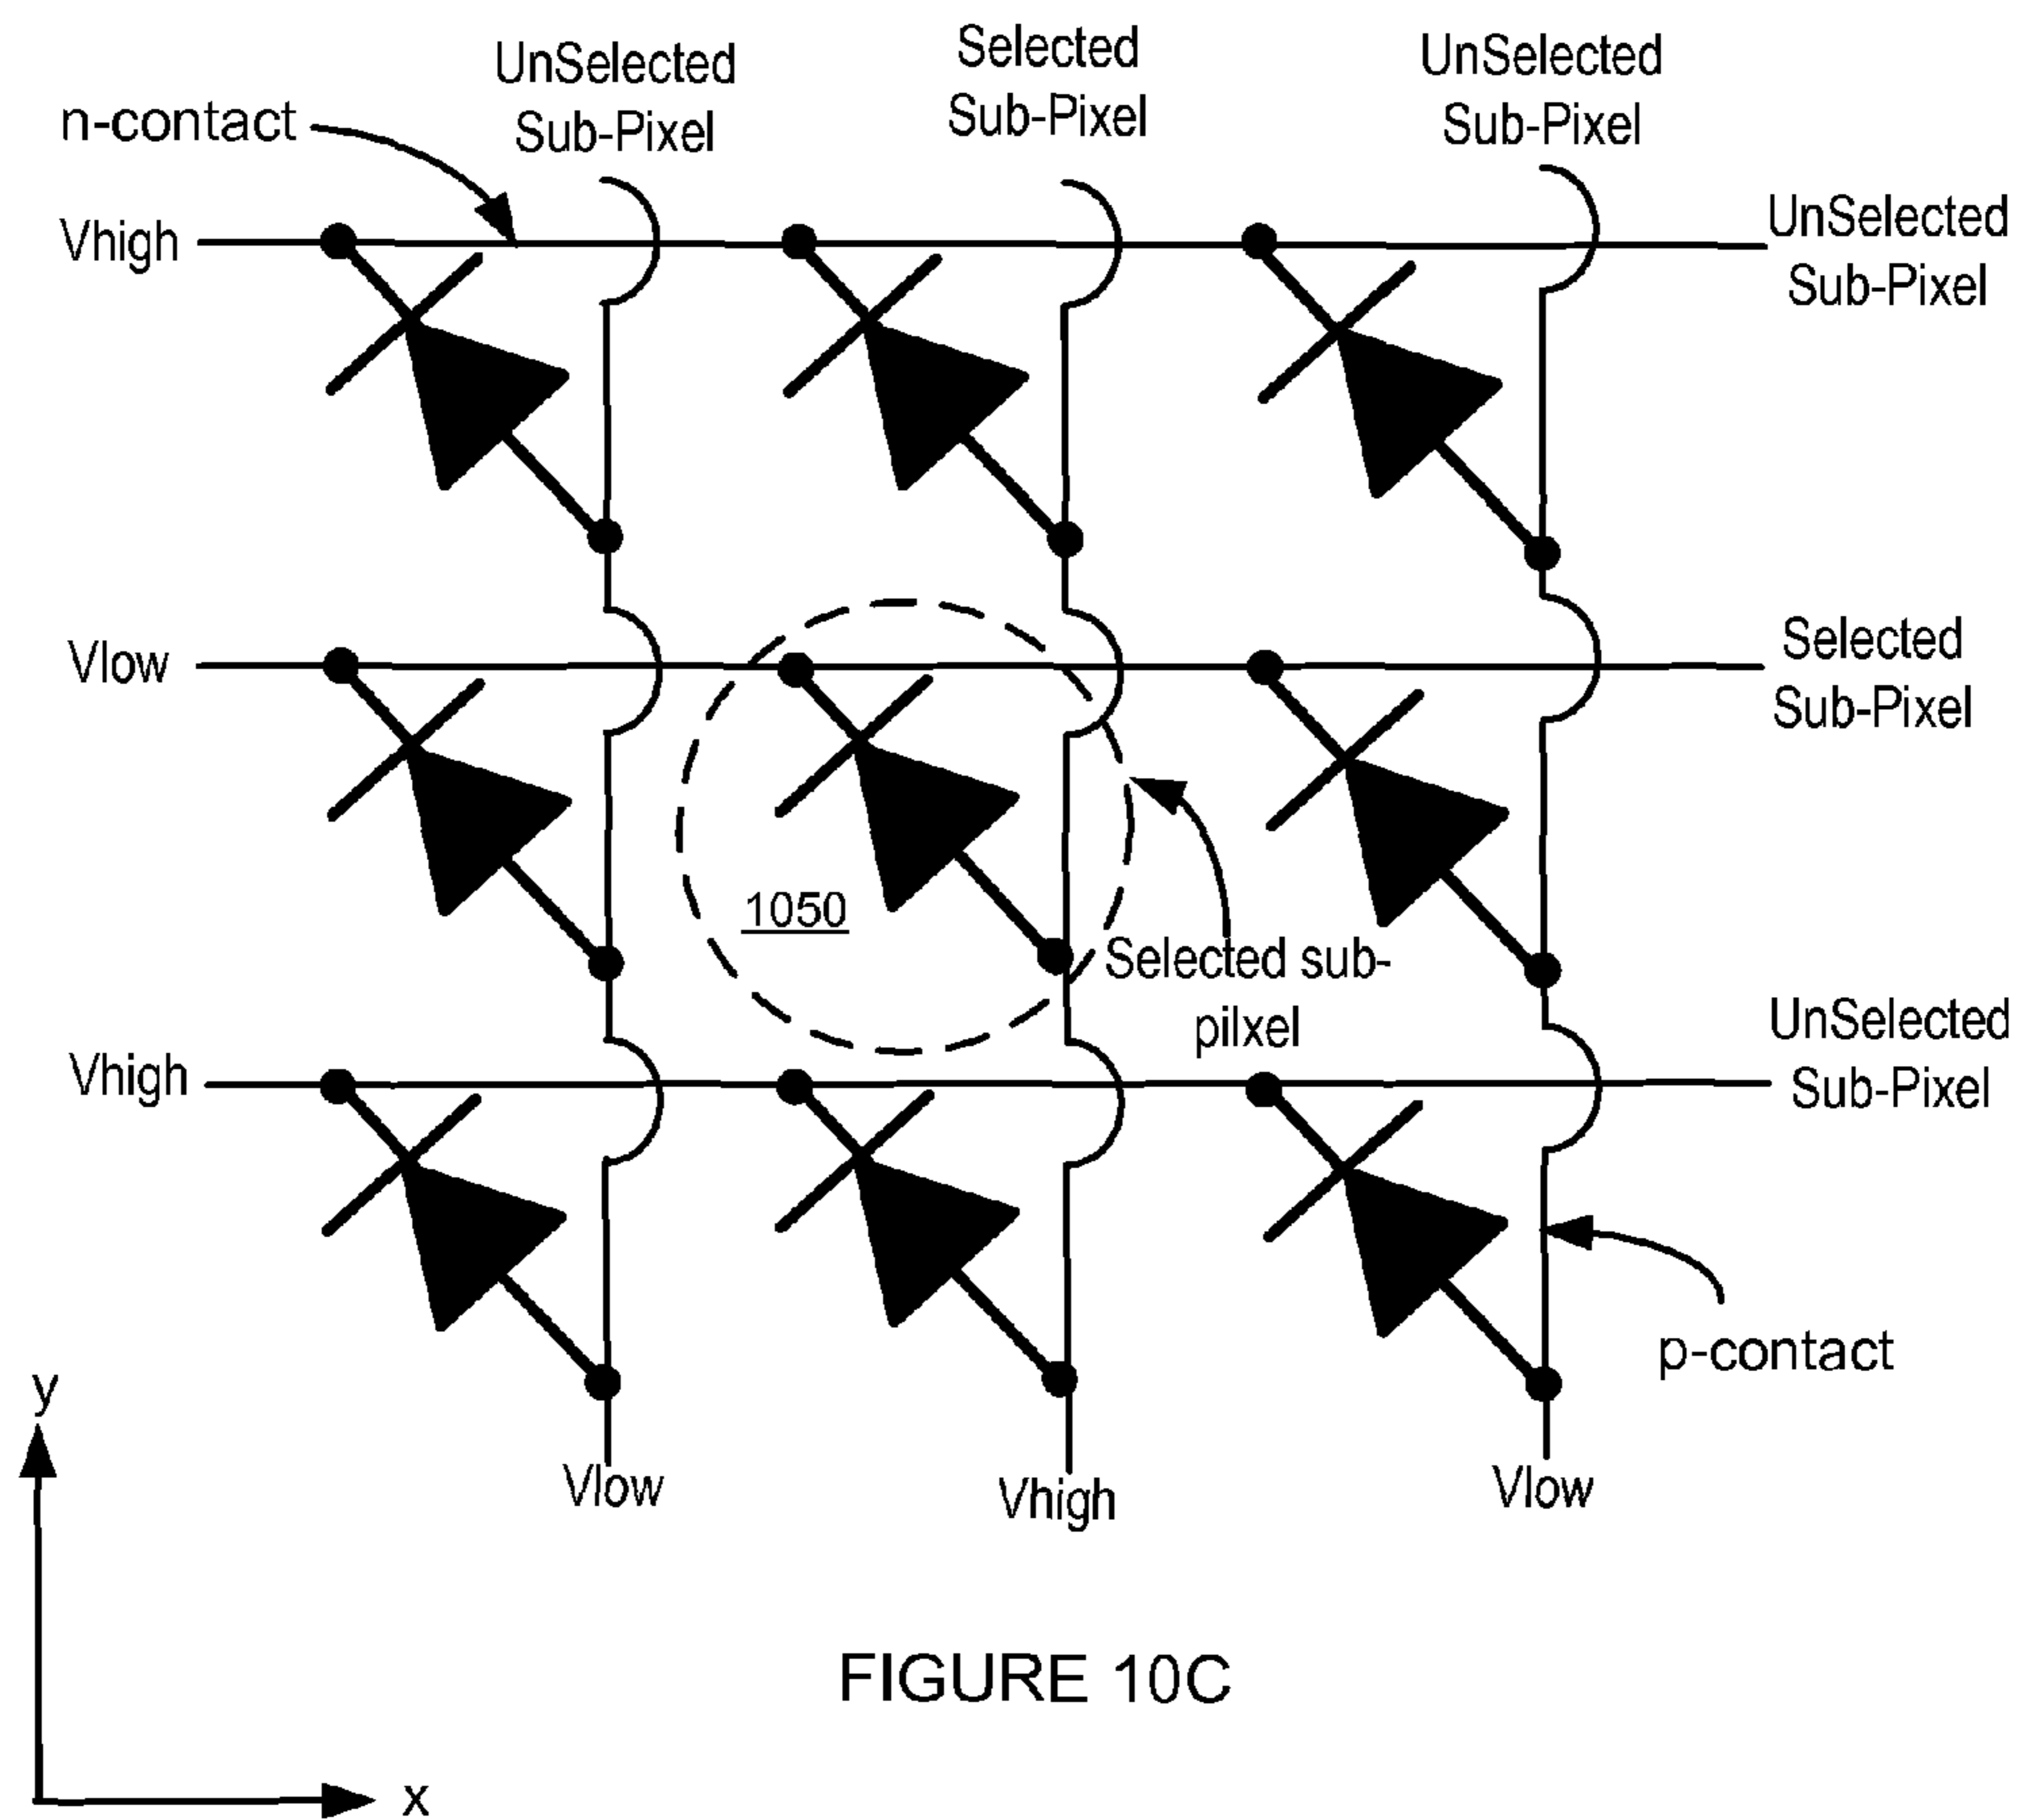 UnSelected
Sub-Pixel
Selected
Sub-Pixel
UnSelected
Sub-Pixel
n-contact
Vhigh
UnSelected
Sub-Pixel
Vlow
Selected
Sub-Pixel
1050
Selected sub-
pilxel
Vhigh
UnSelected
Sub-Pixel
p-contact
y
Vlow
Vhigh
Vlow
FIGURE 10C
x